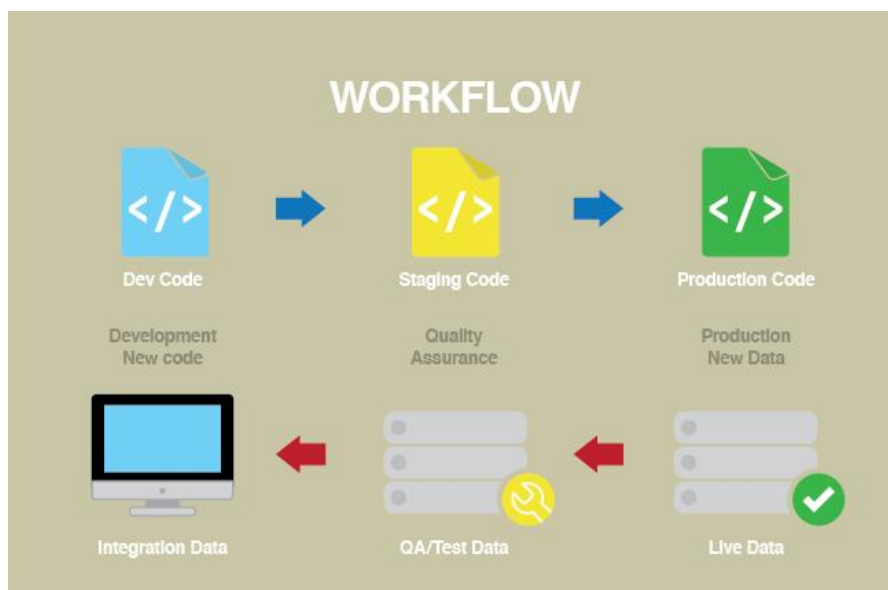 WORKFLOW
</>
</>
</>
Dev Code
Staging Code
Production Code
Development
New code
Quality
Assurance
Production
New Data
Integration Data
QA/Test Data
Live Data